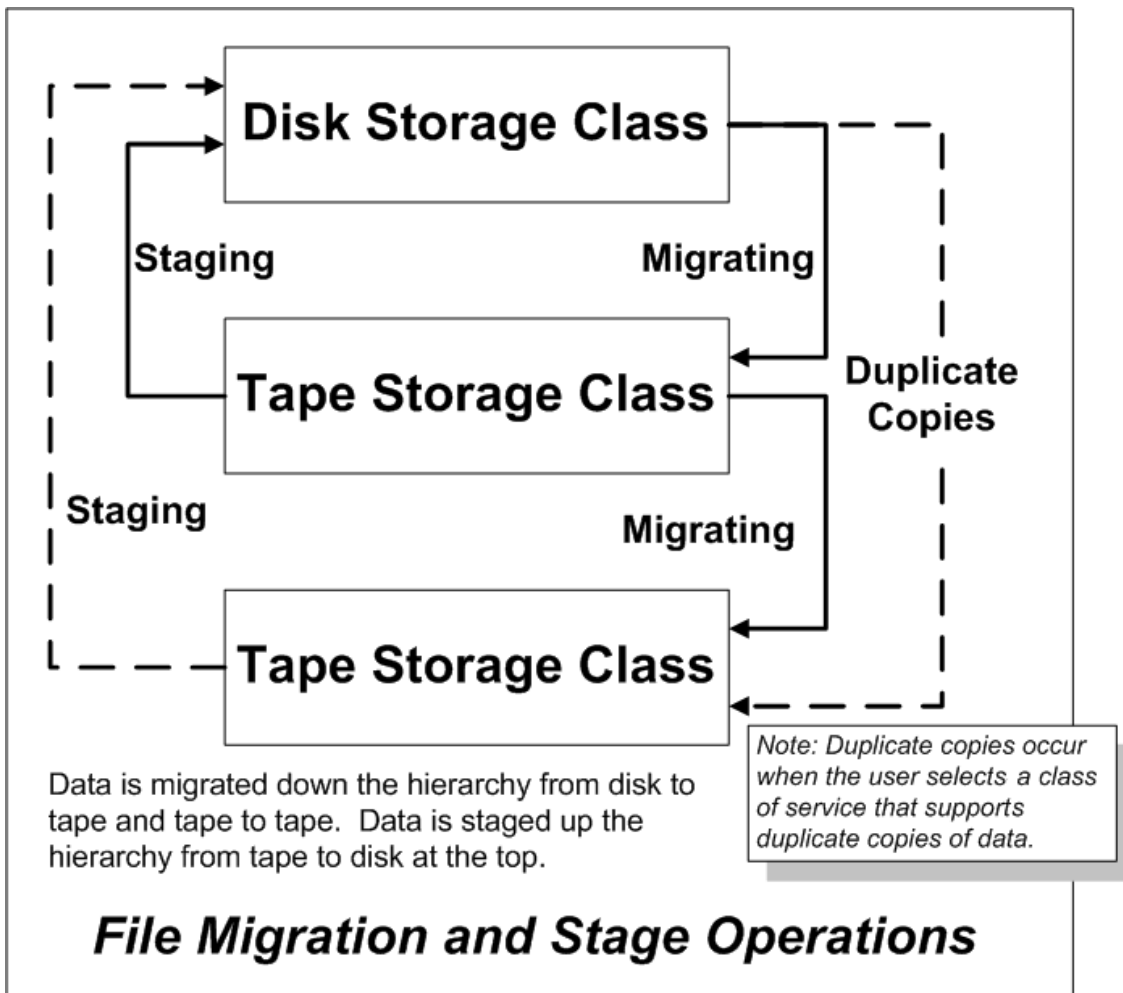 Disk Storage Class
Staging
Migrating
Tape Storage Class
Duplicate
Copies
Staging
Migrating
Tape Storage Class
Note: Duplicate copies occur
when the user selects a class
of service that supports
duplicate copies of data.
Data is migrated down the hierarchy from disk to
tape and tape to tape.  Data is staged up the
hierarchy from tape to disk at the top.
File Migration and Stage Operations